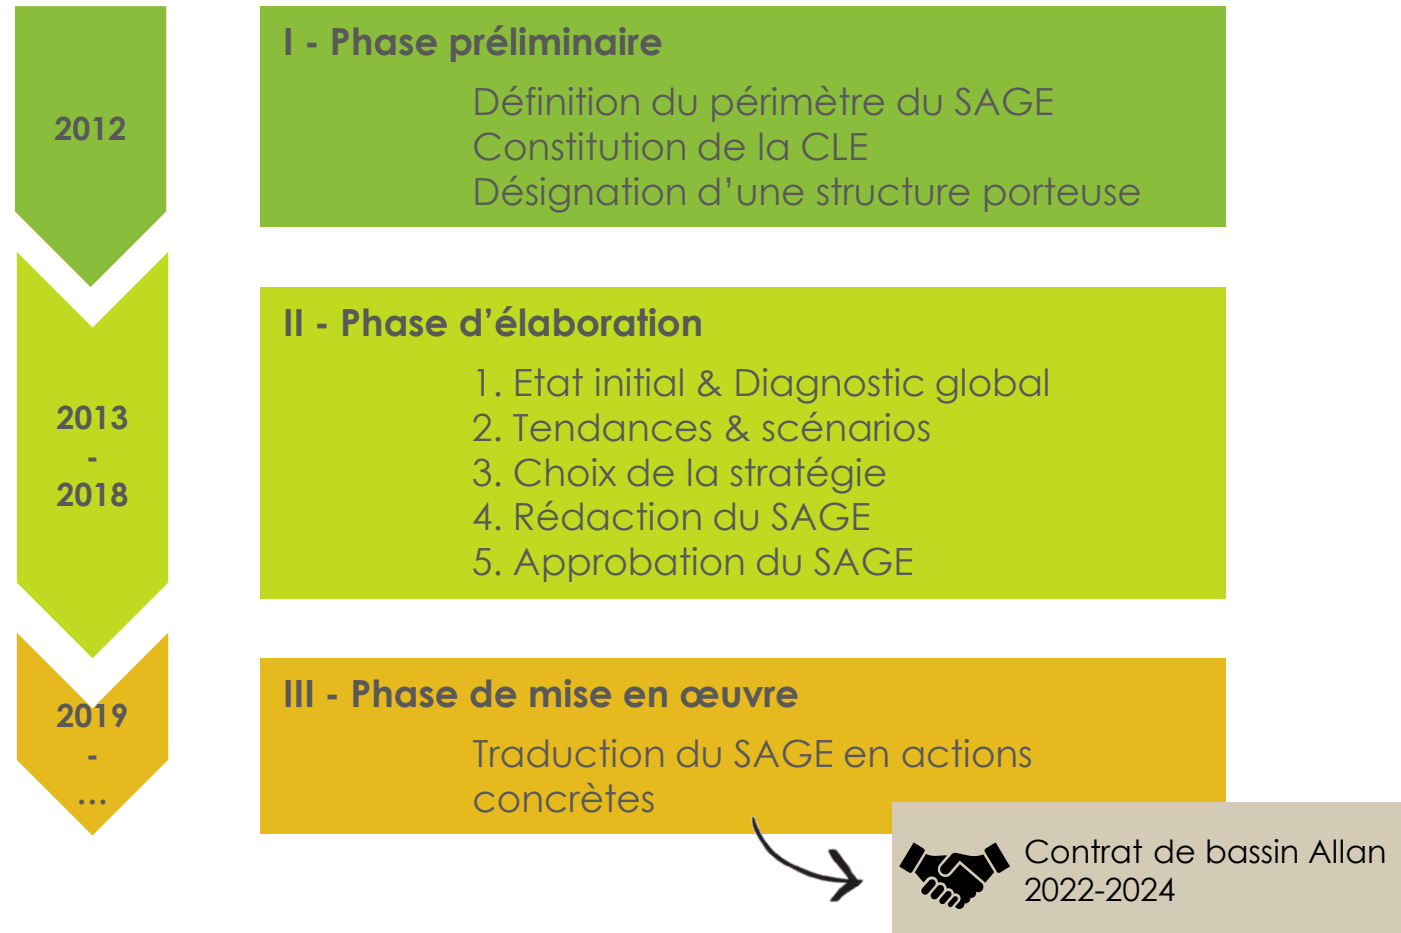 2012
I - Phase préliminaire
Définition du périmètre du SAGE
Constitution de la CLE
Désignation d’une structure porteuse
2013
-
2018
II - Phase d’élaboration
1. Etat initial & Diagnostic global
2. Tendances & scénarios
3. Choix de la stratégie
4. Rédaction du SAGE
5. Approbation du SAGE
2019
-
…
III - Phase de mise en œuvre
Traduction du SAGE en actions
concrètes
Contrat de bassin Allan
2022-2024